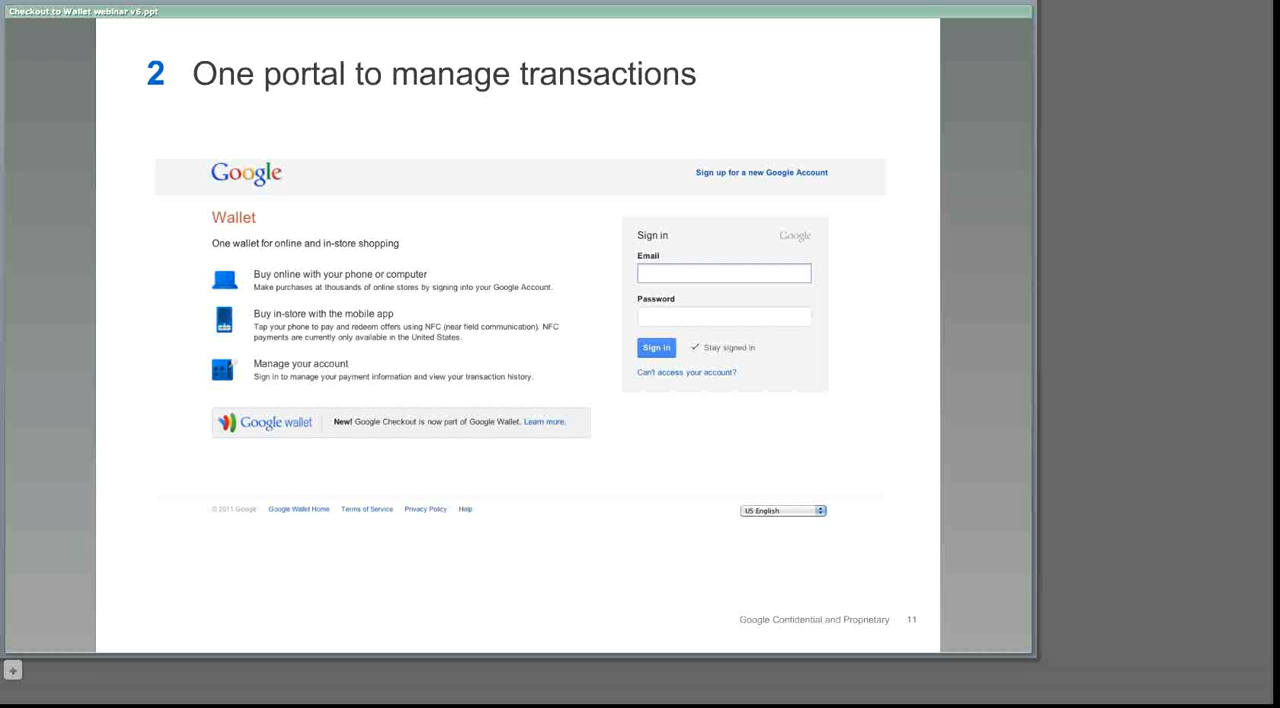 Checkout to Wallet webinar v6.ppt
2 One portal to manage transactions
Google
Sign up for a new Google Account
Wallet
One wallet for online and in-store shopping
Buy online with your phone or computer
Make purchases at thousands of online stores by signing into your Google Account.
Buy in-store with the mobile app
Tap your phone to pay and redeem offers using NFC (near field communication). NFC
payments are currently only available in the United States.
Manage your account
Sign in to manage your payment information and view your transaction history.
Google wallet
New! Google Checkout is now part of Google Wallet. Learn more.
Sign in Google
Email
Password
Sign in Stay signed in
Can't access your account?
© 2011 Google Google Wallet Home Terms of Service Privacy Policy Help
US English
Google Confidential and Proprietary 11